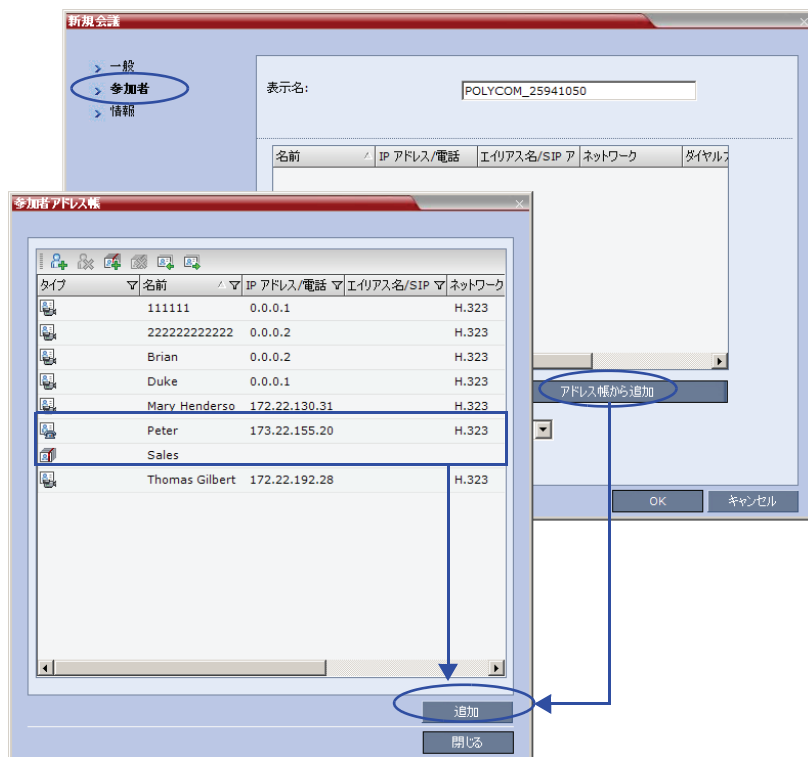 新規会議
一般
参加者
情報
表示名:
POLYCOM_25941050
名前 IP アドレス/電話 エイリアス名/SIP ア ネットワーク ダイヤルフ
アドレス帳から追加
OK キャンセル
参加者アドレス帳
タイプ 名前 IP アドレス/電話 エイリアス名/SIP ネットワーク
111111 0.0.0.1 H.323
222222222222 0.0.0.2 H.323
Brian 0.0.0.2 H.323
Duke 0.0.0.1 H.323
Mary Henderso 172.22.130.31 H.323
Peter 173.22.155.20 H.323
Sales
Thomas Gilbert 172.22.192.28 H.323
追加
閉じる